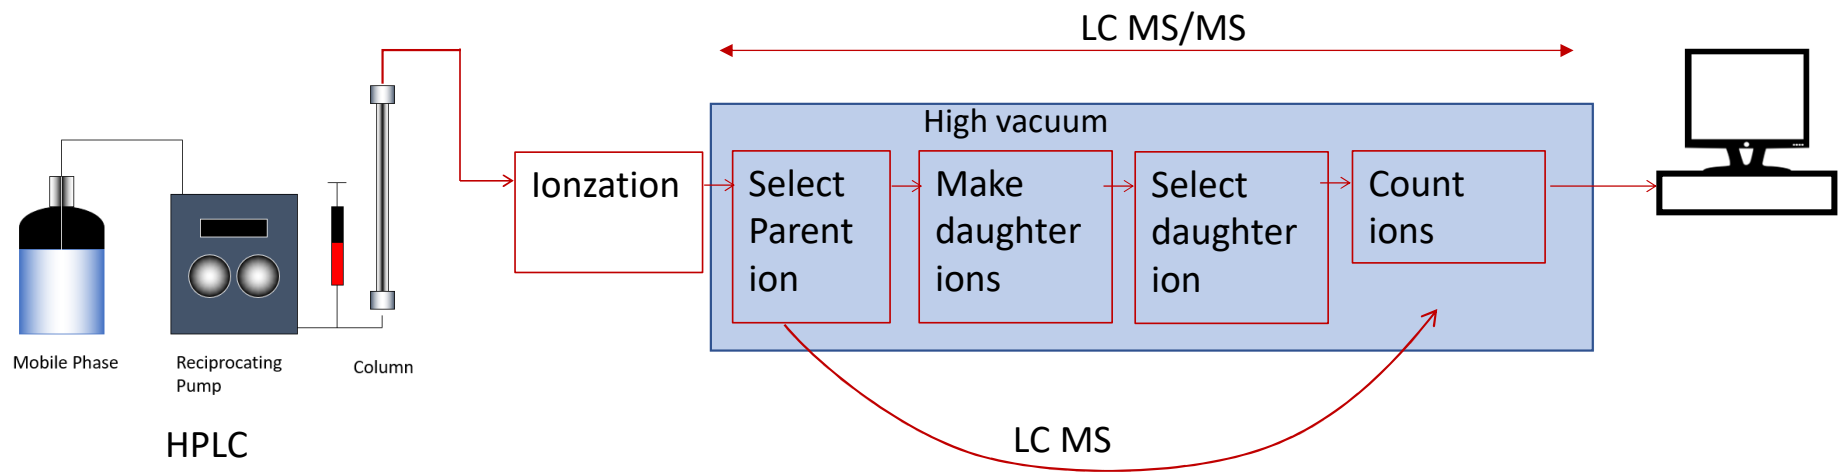 LC MS/MS
High vacuum
Ionzation
Select
Parent
ion
Make
daughter
ions
Select
daughter
ion
Count
ions
Mobile Phase
Reciprocating
Pump
Column
HPLC
LC MS